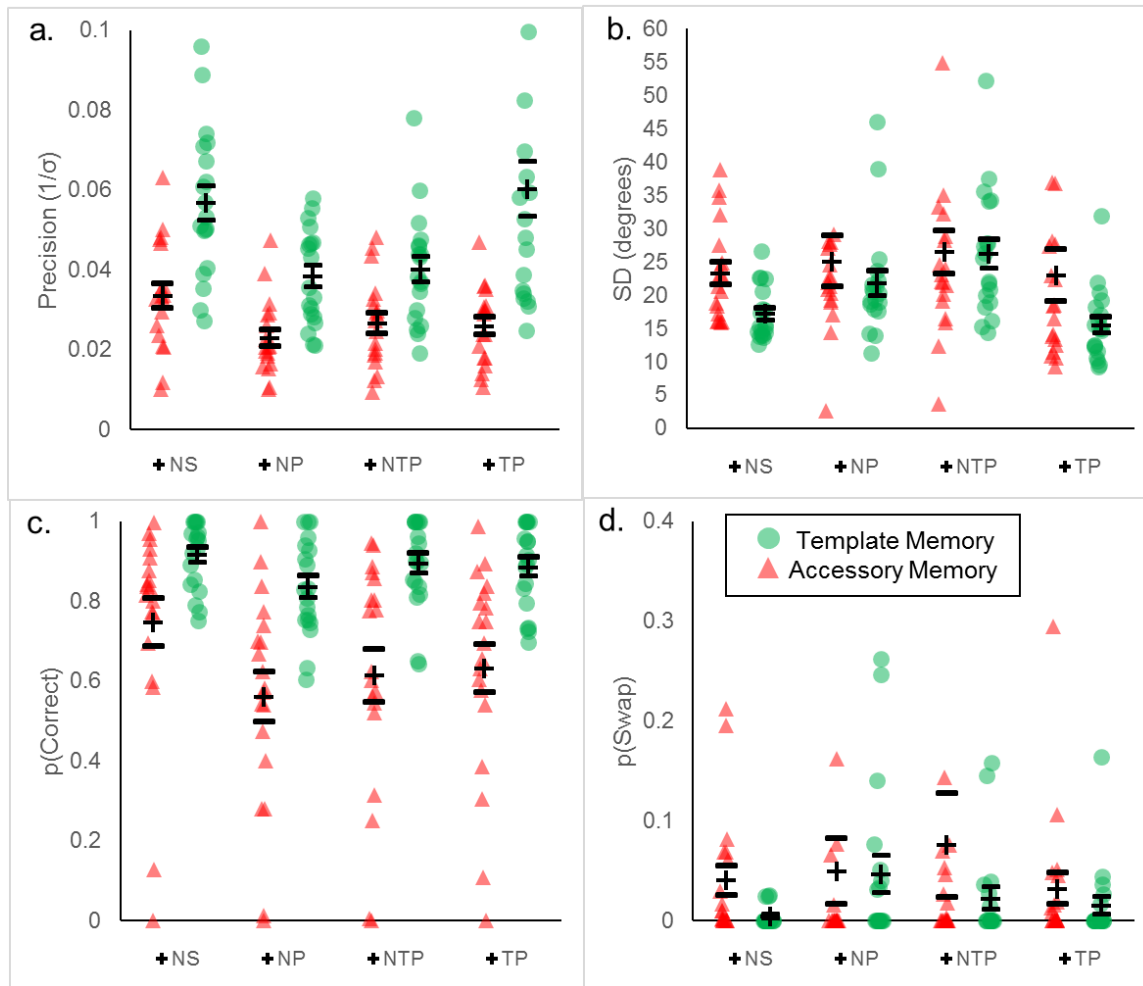 a.
Precision (1/σ)
0.1
0.08
0.06
0.04
0.02
0
NS NP NTP TP
b.
SD (degrees)
60
55
50
45
40
35
30
25
20
15
10
5
0
NS NP NTP TP
c.
p(Correct)
1
0.8
0.6
0.4
0.2
0
NS NP NTP TP
d.
p(Swap)
0.4
0.3
0.2
0.1
0
Template Memory
Accessory Memory
NS NP NTP TP